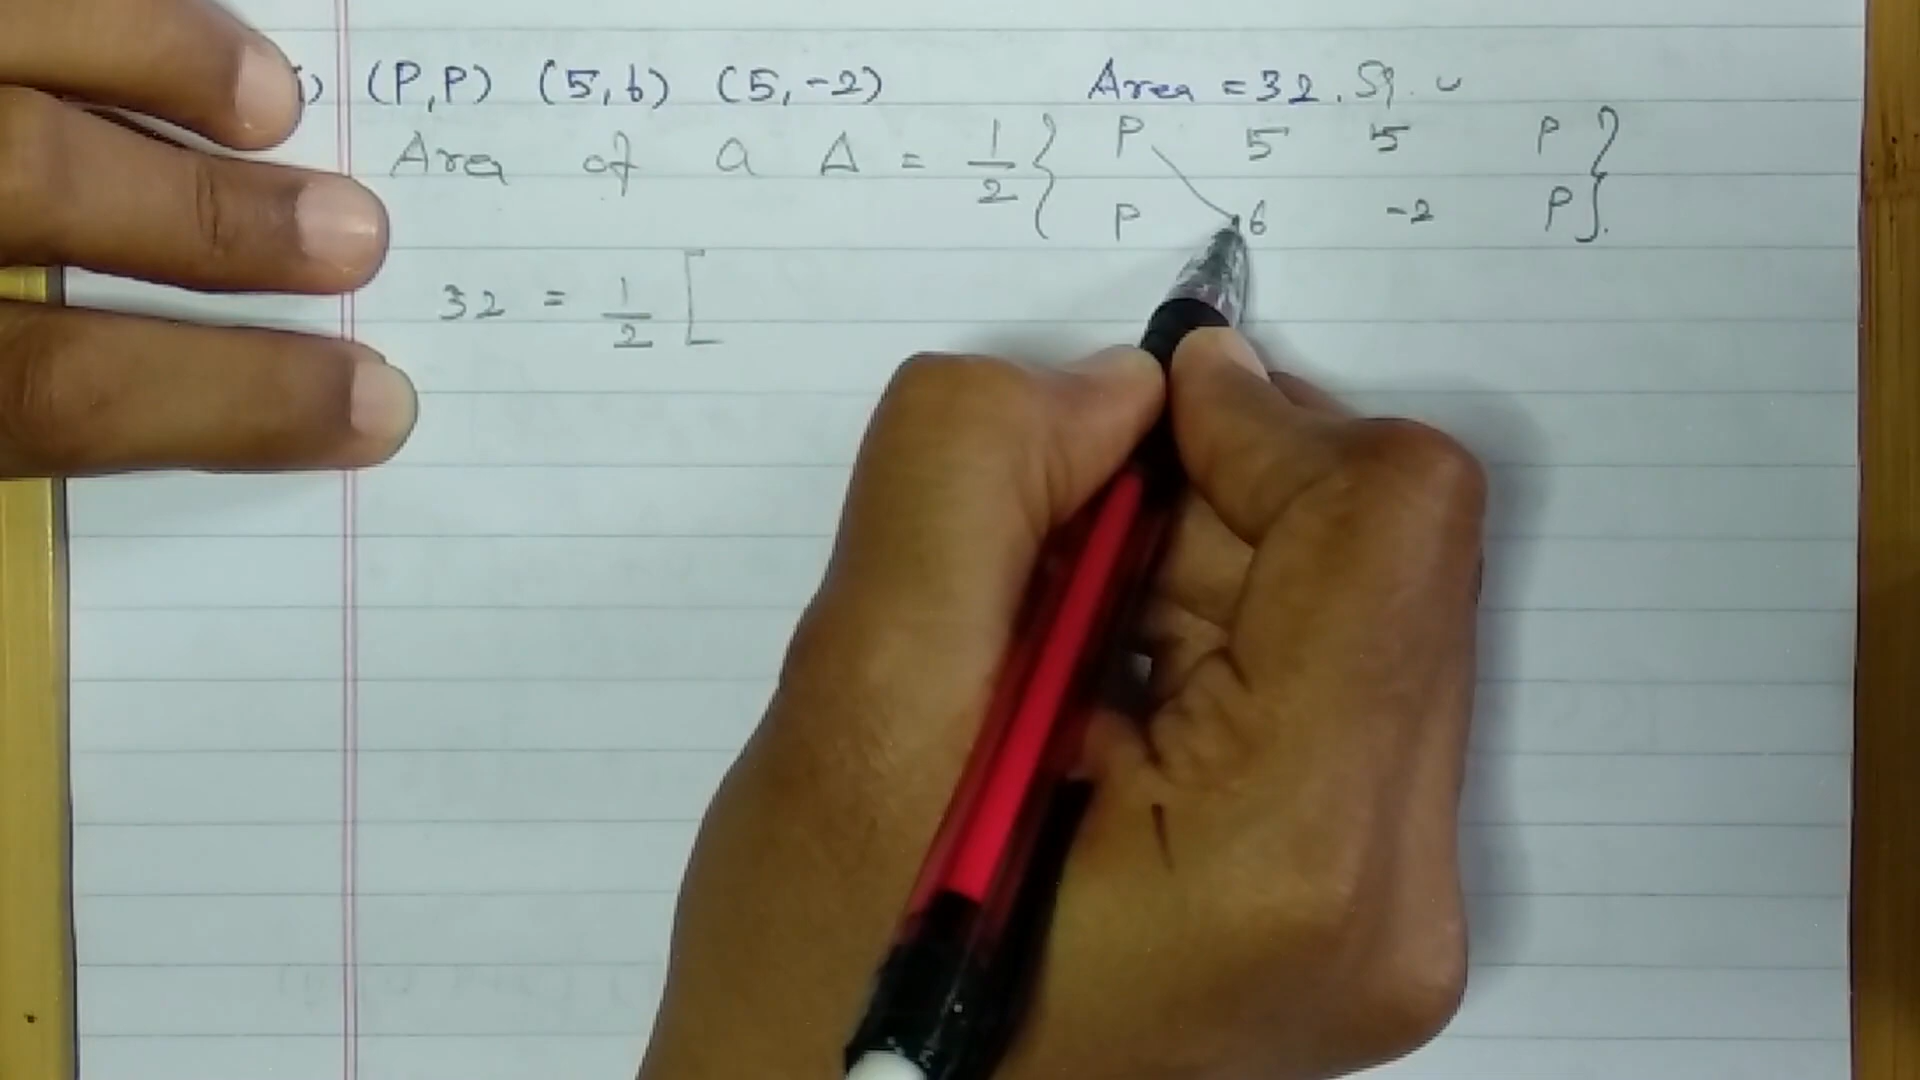 i) (P,P) (5,6) (5,-2) Area = 32. Sq. u
Area of a Δ = 1/2 { P 5 5 P
P 6 -2 P }.
32 = 1/2 [